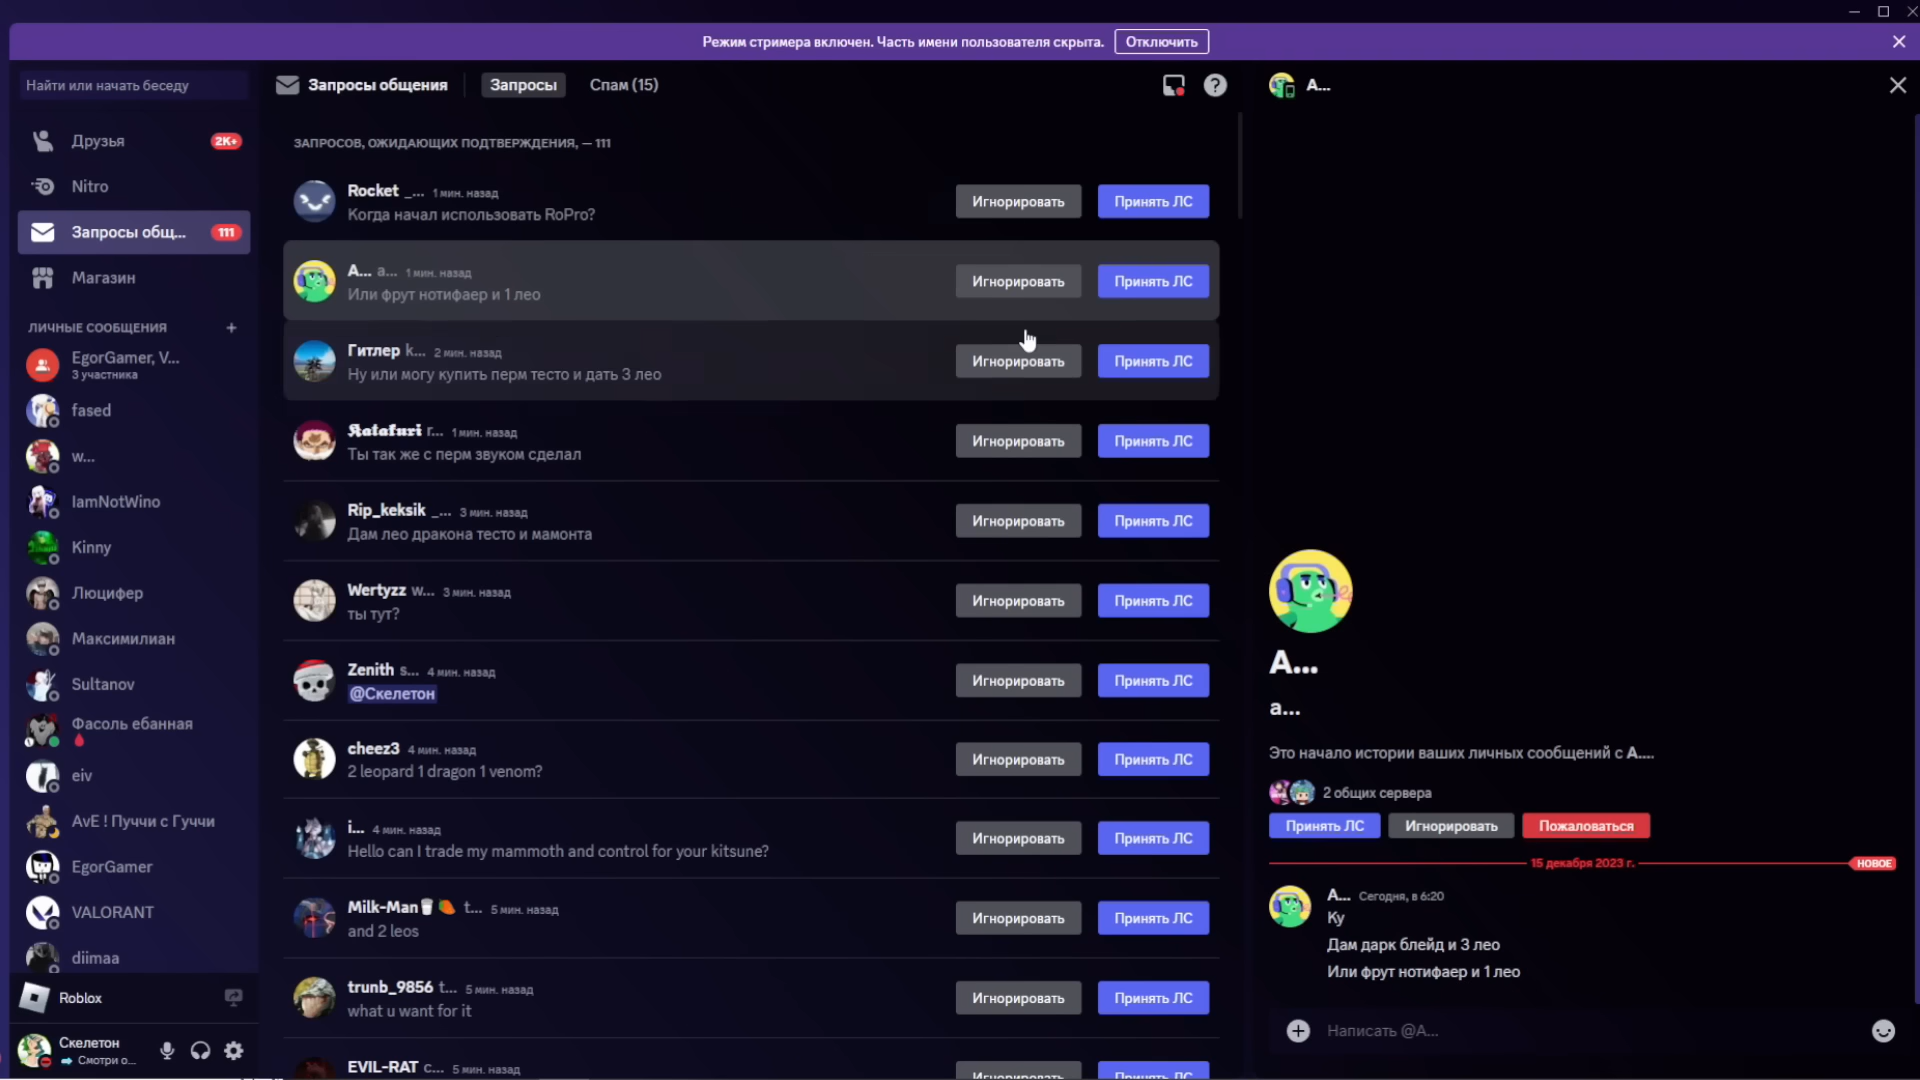 Режим стримера включен. Часть имени пользователя скрыта.
Отключить
Найти или начать беседу
Друзья
2K+
Nitro
Запросы общ...
111
Магазин
ЛИЧНЫЕ СООБЩЕНИЯ
EgorGamer, V...
3 участника
fased
w...
IamNotWino
Kinny
Люцифер
Максимилиан
Sultanov
Фасоль ебанная
eiv
AvE ! Пуччи с Гуччи
EgorGamer
VALORANT
diimaa
Roblox
Скелетон
Смотри о...
Запросы общения
Запросы
Спам (15)
ЗАПРОСОВ, ОЖИДАЮЩИХ ПОДТВЕРЖДЕНИЯ, — 111
Rocket _... 1 мин. назад
Когда начал использовать RoPro?
Игнорировать
Принять ЛС
A... a... 1 мин. назад
Или фрут нотифаер и 1 лео
Игнорировать
Принять ЛС
Гитлер k... 2 мин. назад
Ну или могу купить перм тесто и дать 3 лео
Игнорировать
Принять ЛС
𝕽𝖆𝖙𝖆𝖋𝖚𝖗𝖎 r... 1 мин. назад
Ты так же с перм звуком сделал
Игнорировать
Принять ЛС
Rip_keksik _... 3 мин. назад
Дам лео дракона тесто и мамонта
Игнорировать
Принять ЛС
Wertyzz w... 3 мин. назад
ты тут?
Игнорировать
Принять ЛС
Zenith s... 4 мин. назад
@Скелетон
Игнорировать
Принять ЛС
cheez3 4 мин. назад
2 leopard 1 dragon 1 venom?
Игнорировать
Принять ЛС
i... 4 мин. назад
Hello can I trade my mammoth and control for your kitsune?
Игнорировать
Принять ЛС
Milk-Man🥛🥭 t... 5 мин. назад
and 2 leos
Игнорировать
Принять ЛС
trunb_9856 t... 5 мин. назад
what u want for it
Игнорировать
Принять ЛС
EVIL-RAT c... 5 мин. назад
Игнорировать
Принять ЛС
A...
A...
a...
Это начало истории ваших личных сообщений с A....
2 общих сервера
Принять ЛС
Игнорировать
Пожаловаться
15 декабря 2023 г.
НОВОЕ
A... Сегодня, в 6:20
Ку
Дам дарк блейд и 3 лео
Или фрут нотифаер и 1 лео
Написать @A...